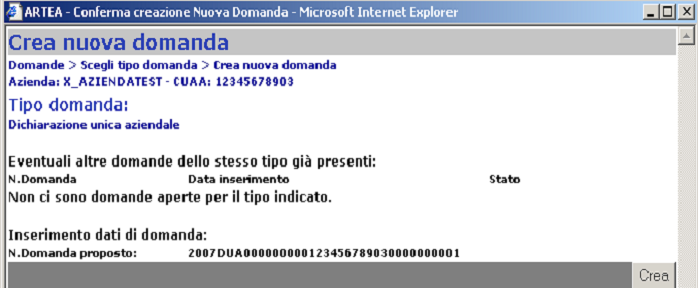 ARTEA - Conferma creazione Nuova Domanda - Microsoft Internet Explorer
Crea nuova domanda
Domande > Scegli tipo domanda > Crea nuova domanda
Azienda: X_AZIENDATEST - CUAA: 12345678903
Tipo domanda:
Dichiarazione unica aziendale
Eventuali altre domande dello stesso tipo già presenti:
N.Domanda Data inserimento Stato
Non ci sono domande aperte per il tipo indicato.
Inserimento dati di domanda:
N.Domanda proposto: 2007DUA0000000001234567890300000000​01
Crea